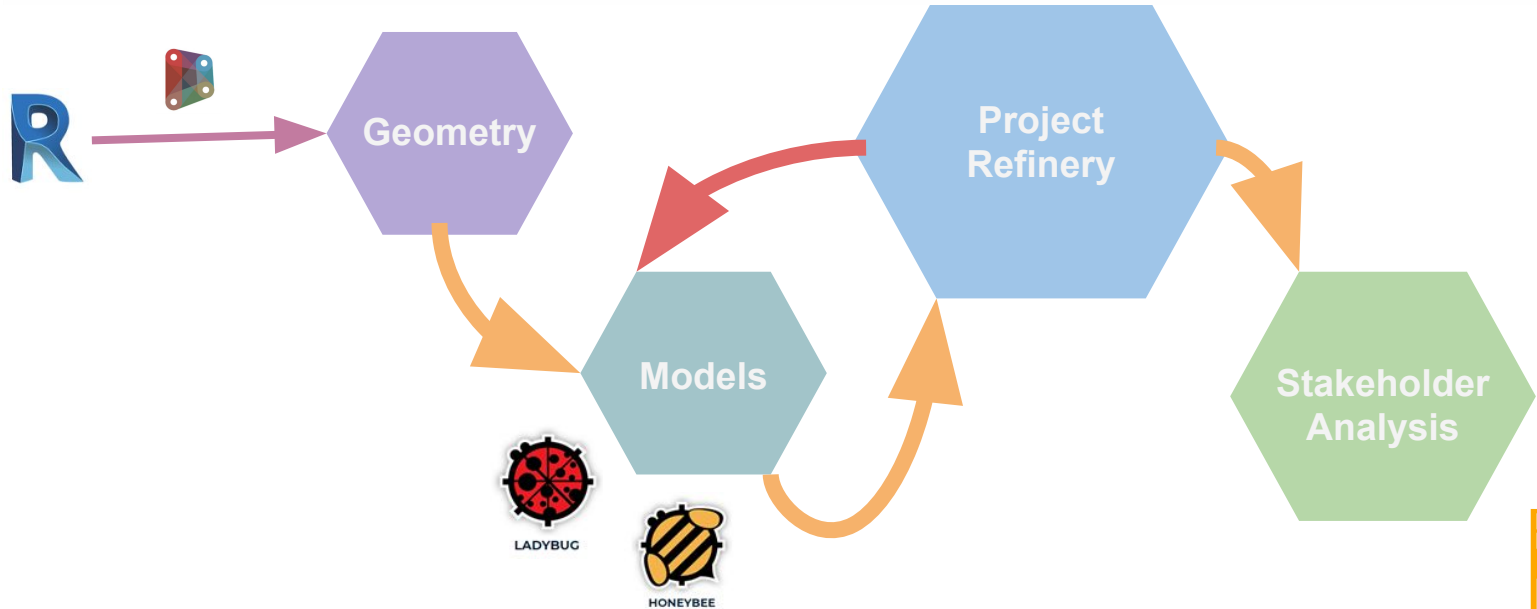 R
Geometry
Project
Refinery
Models
Stakeholder
Analysis
LADYBUG
HONEYBEE